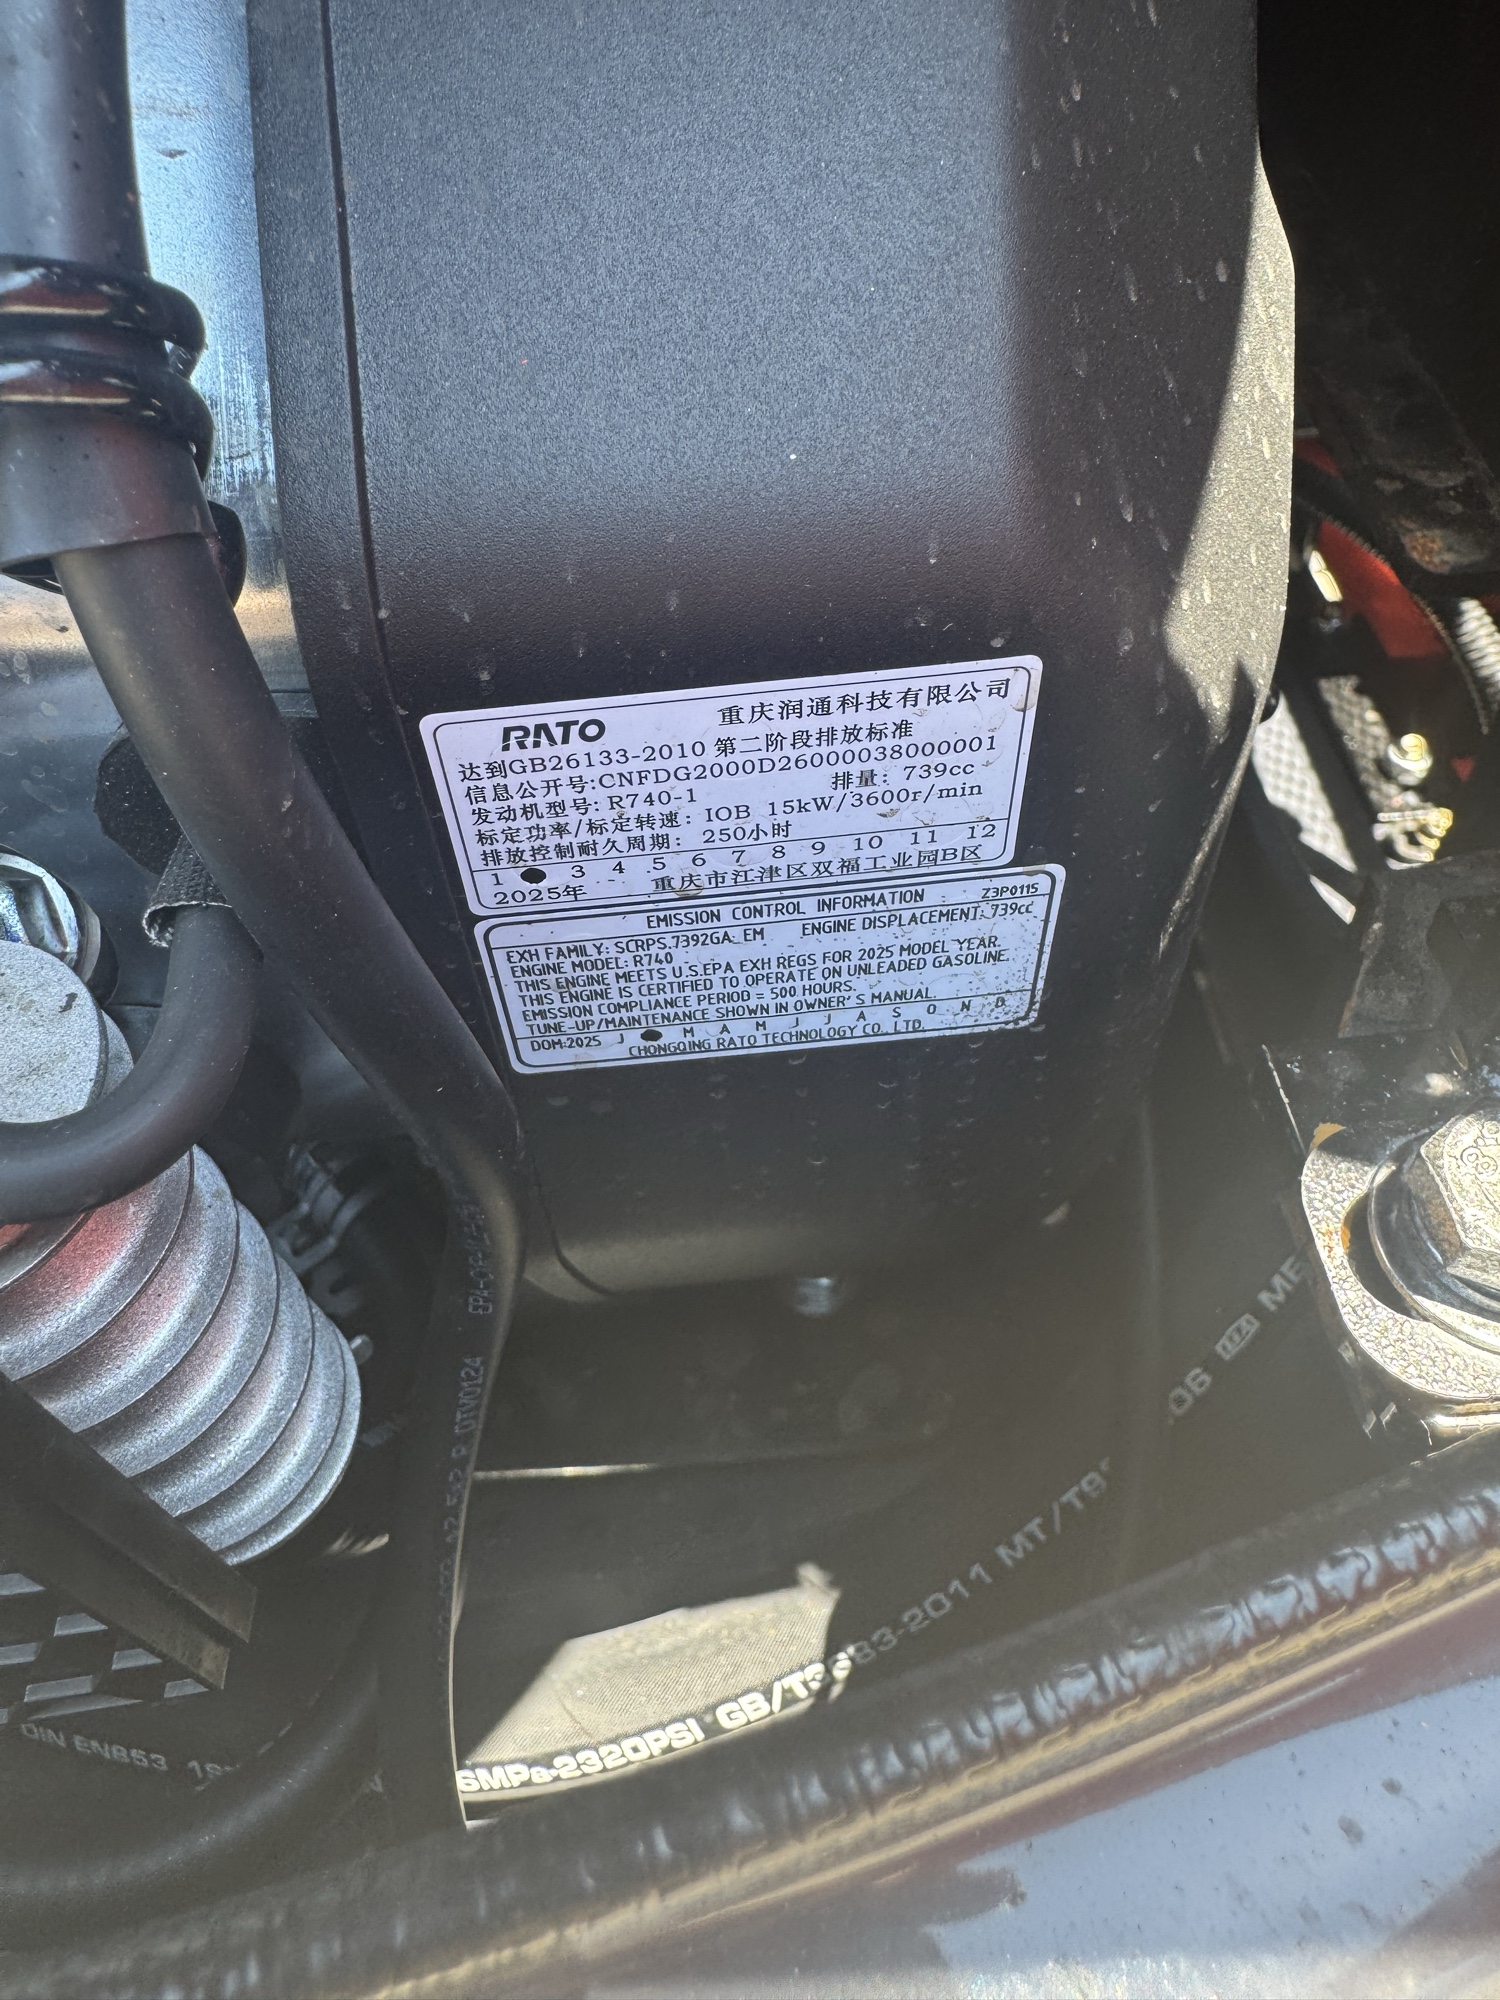 RATO
重庆润通科技有限公司
达到GB26133-2010 第二阶段排放标准
信息公开号:CNFDG2000D26000038000001
发动机型号: R740-1 排量: 739cc
标定功率/标定转速: IOB 15kW/3600r/min
排放控制耐久周期: 250小时
1 3 4 5 6 7 8 9 10 11 12
2025年 重庆市江津区双福工业园B区
EMISSION CONTROL INFORMATION Z3P0115
EXH FAMILY: SCRPS.7392GA EM ENGINE DISPLACEMENT: 739cc
ENGINE MODEL: R740
THIS ENGINE MEETS U.S.EPA EXH REGS FOR 2025 MODEL YEAR.
THIS ENGINE IS CERTIFIED TO OPERATE ON UNLEADED GASOLINE.
EMISSION COMPLIANCE PERIOD = 500 HOURS.
TUNE-UP/MAINTENANCE SHOWN IN OWNER'S MANUAL.
DOM:2025 J M A M J J A S O N D
CHONGQING RATO TECHNOLOGY CO., LTD.
DTW0124
MT/T98
83-2011
6MPa-2320PSI GB/T3
DIN EN853